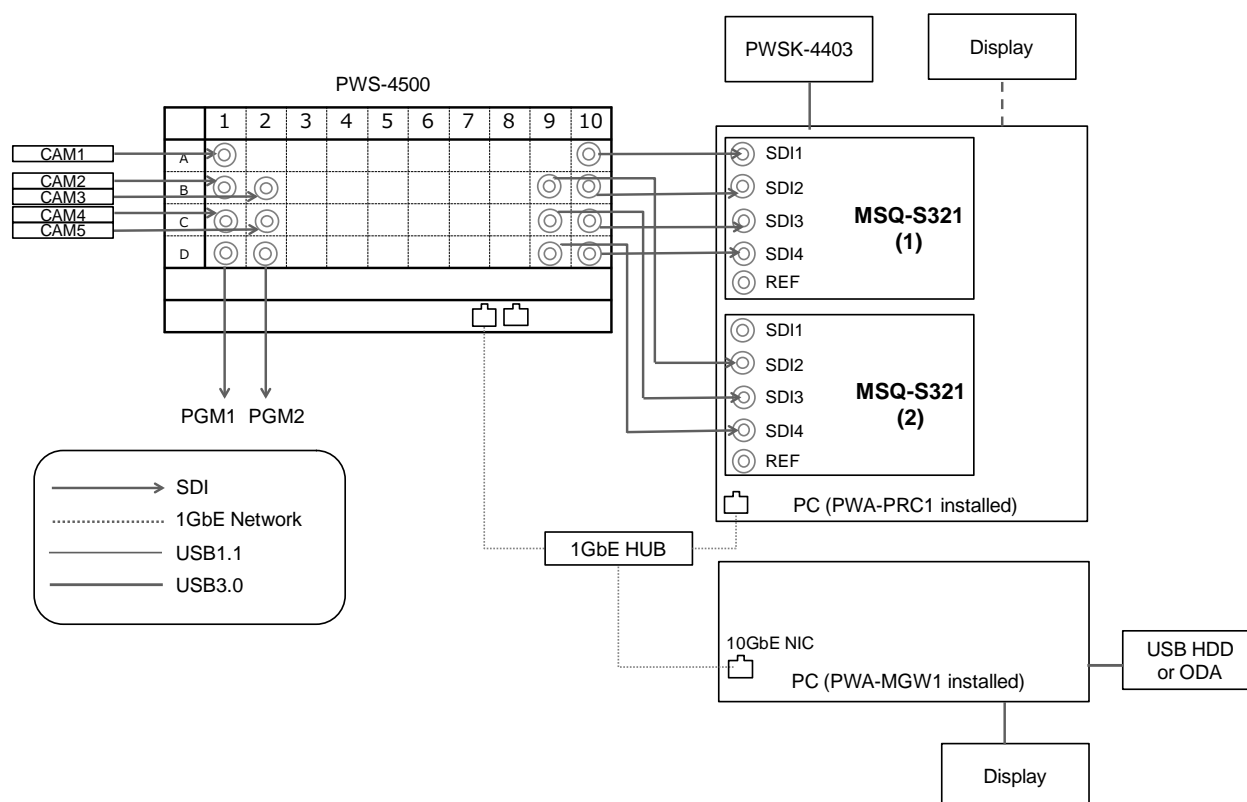 PWSK-4403
Display
PWS-4500
1 2 3 4 5 6 7 8 9 10
A
B
C
D
CAM1
CAM2
CAM3
CAM4
CAM5
PGM1 PGM2
SDI1
SDI2
SDI3
SDI4
REF
MSQ-S321
(1)
SDI1
SDI2
SDI3
SDI4
REF
MSQ-S321
(2)
PC (PWA-PRC1 installed)
SDI
1GbE Network
USB1.1
USB3.0
1GbE HUB
10GbE NIC
PC (PWA-MGW1 installed)
USB HDD
or ODA
Display